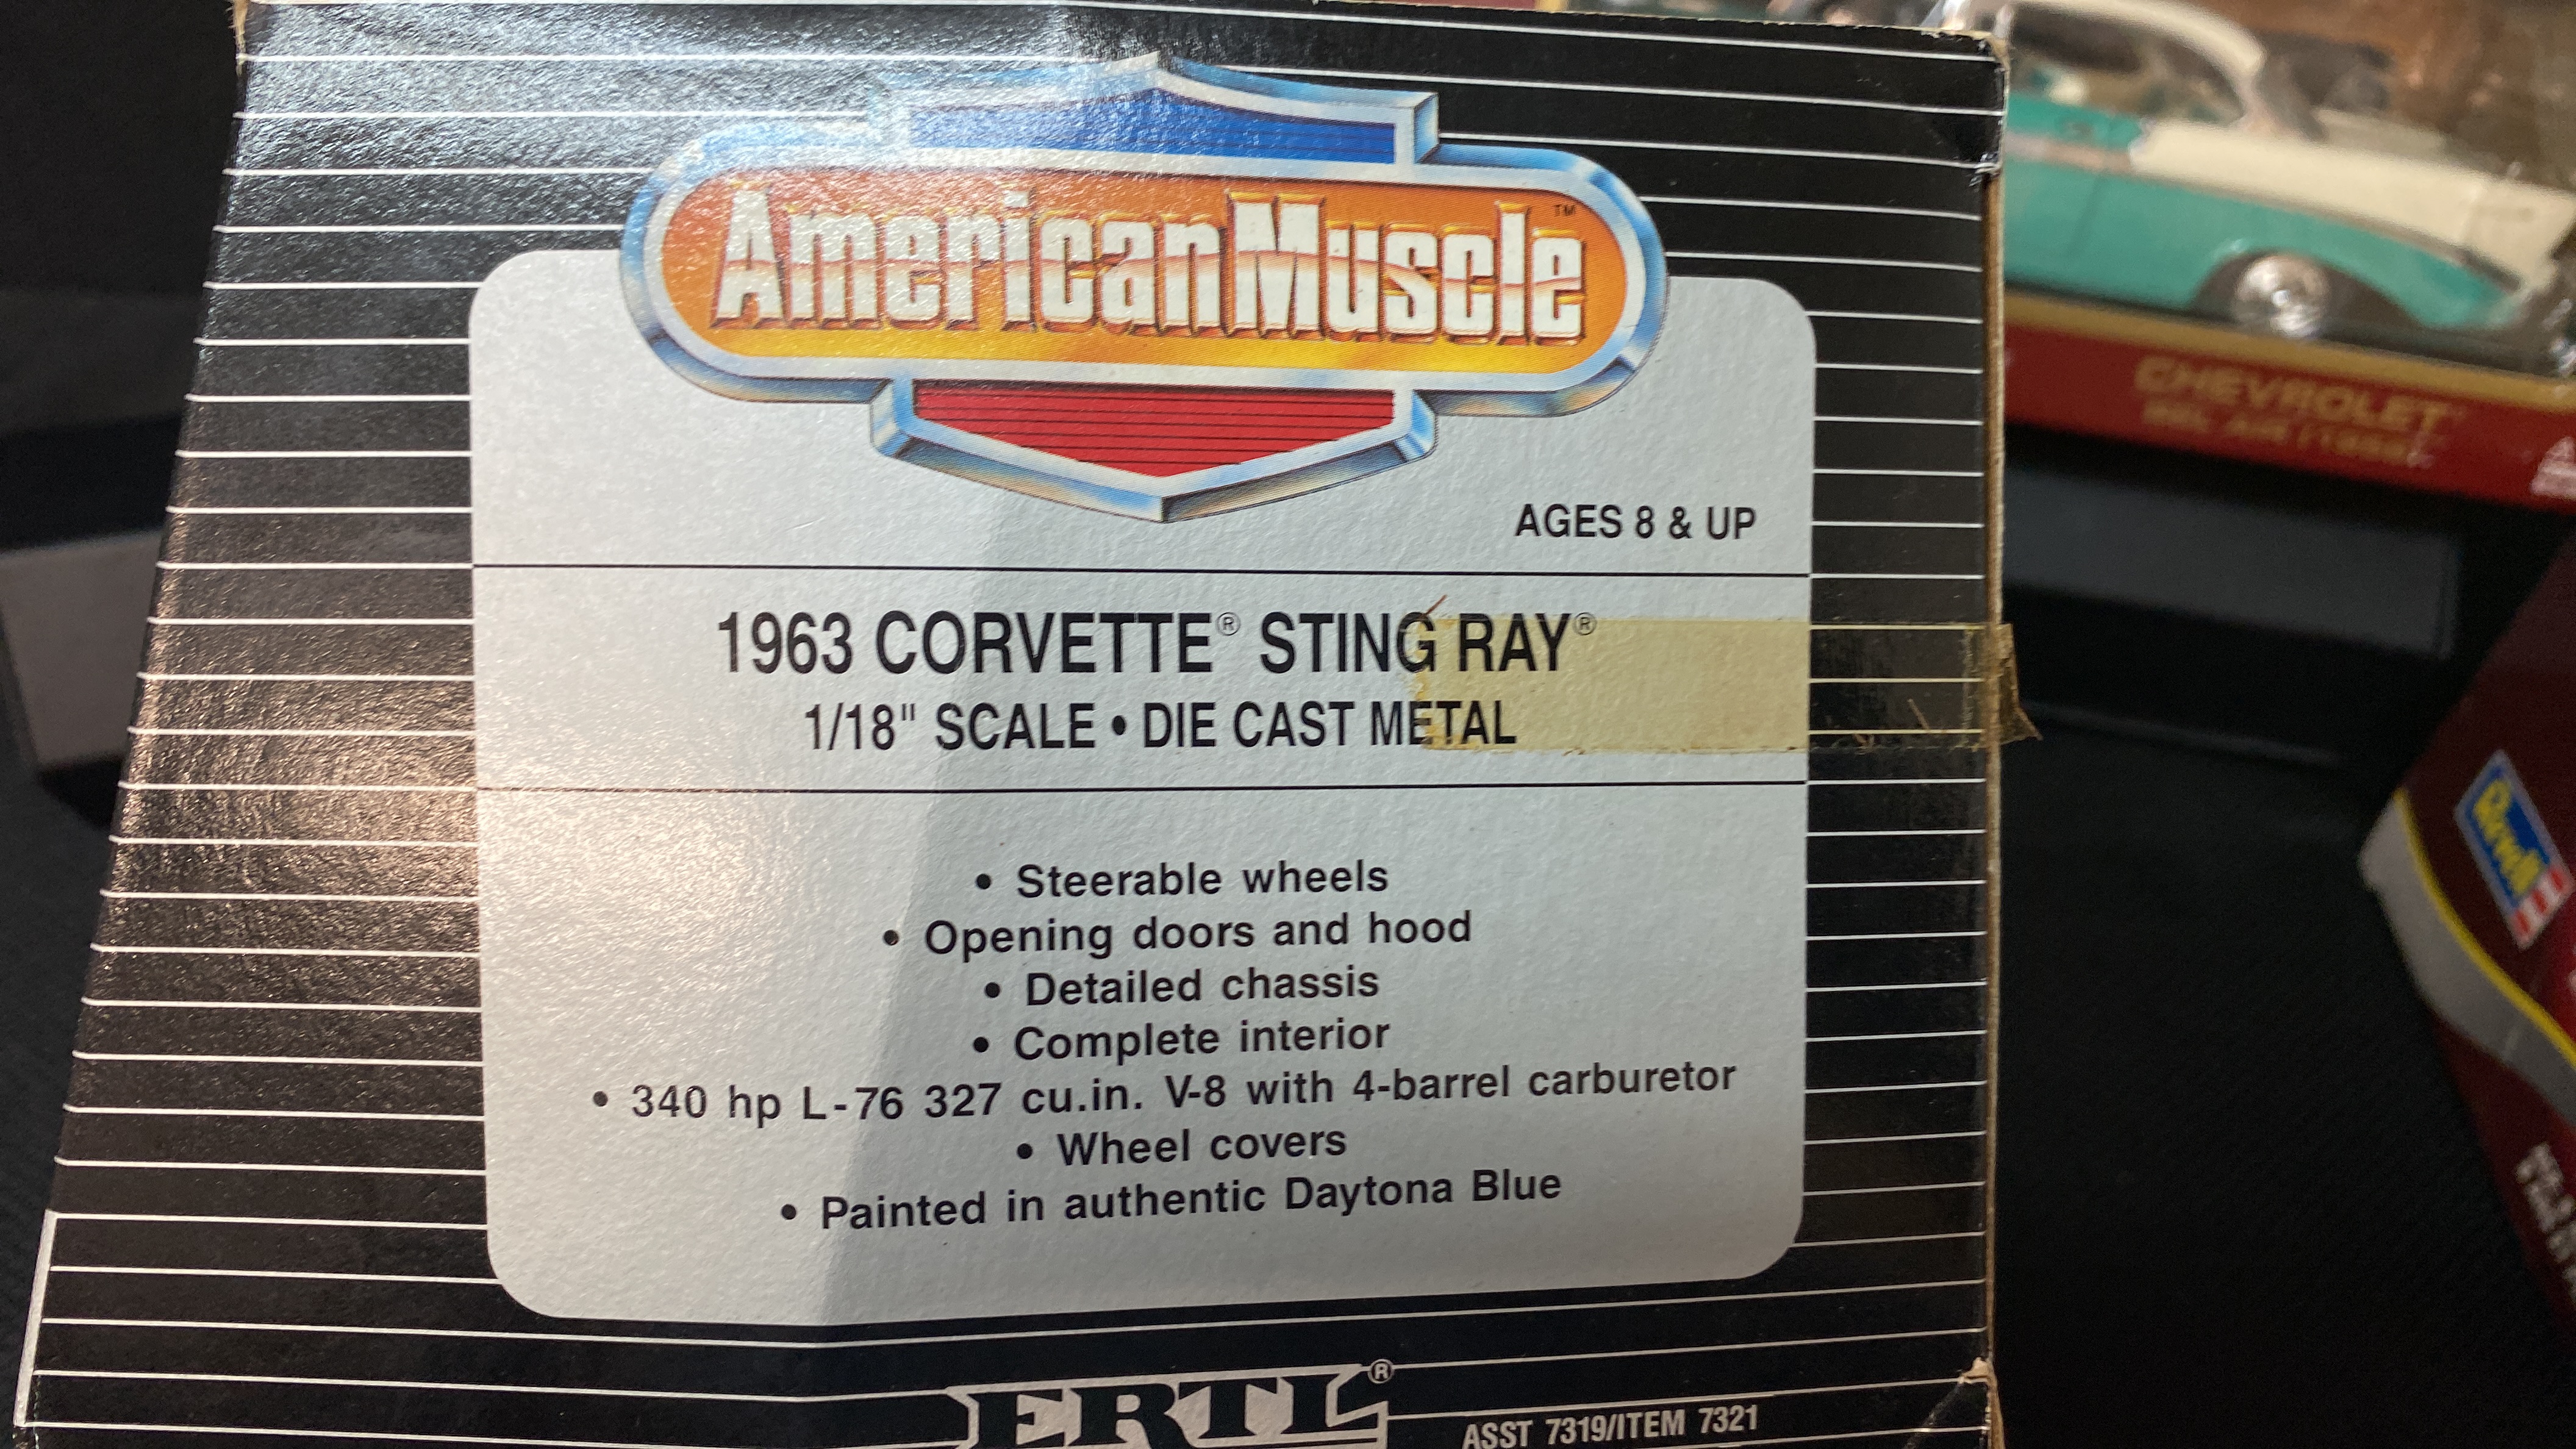 AmericanMuscle™
AGES 8 & UP
1963 CORVETTE® STING RAY®
1/18" SCALE • DIE CAST METAL
• Steerable wheels
• Opening doors and hood
• Detailed chassis
• Complete interior
• 340 hp L-76 327 cu.in. V-8 with 4-barrel carburetor
• Wheel covers
• Painted in authentic Daytona Blue
ERTL®
ASST 7319/ITEM 7321
CHEVROLET
Revell